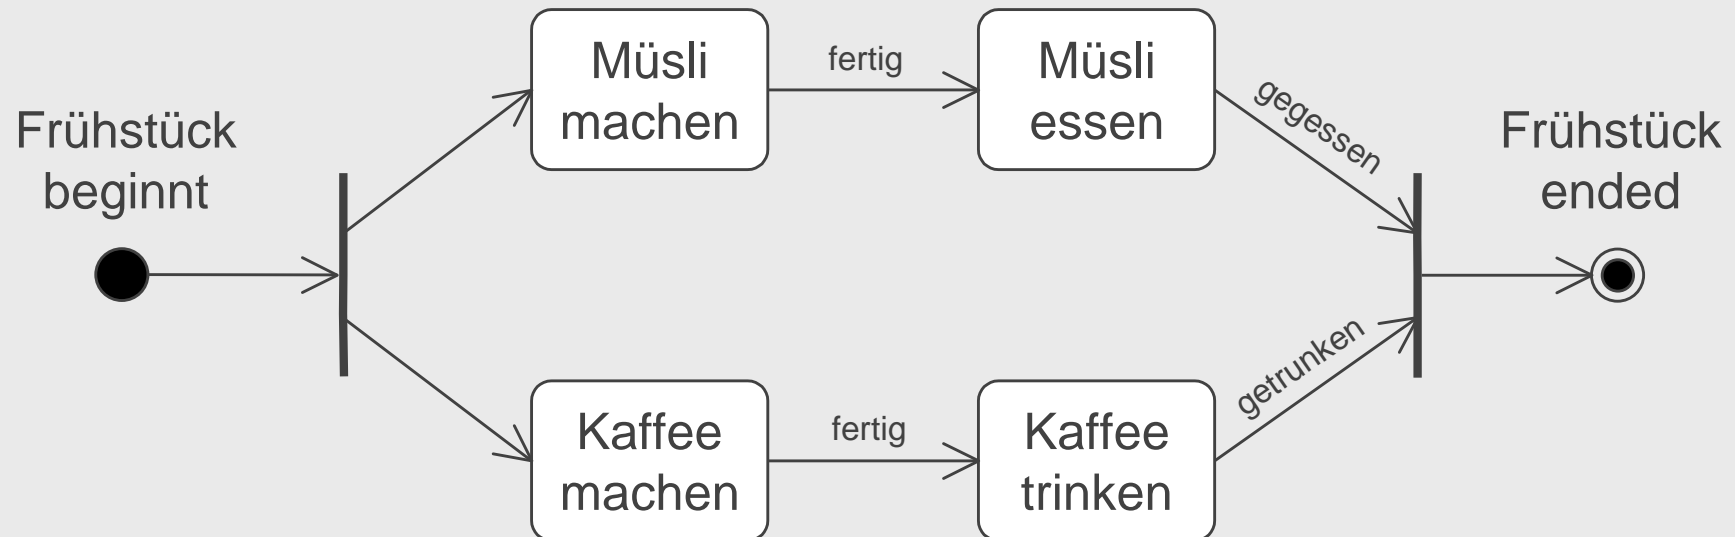 Frühstück
beginnt
Müsli
machen
fertig
Müsli
essen
gegessen
Kaffee
machen
fertig
Kaffee
trinken
getrunken
Frühstück
ended